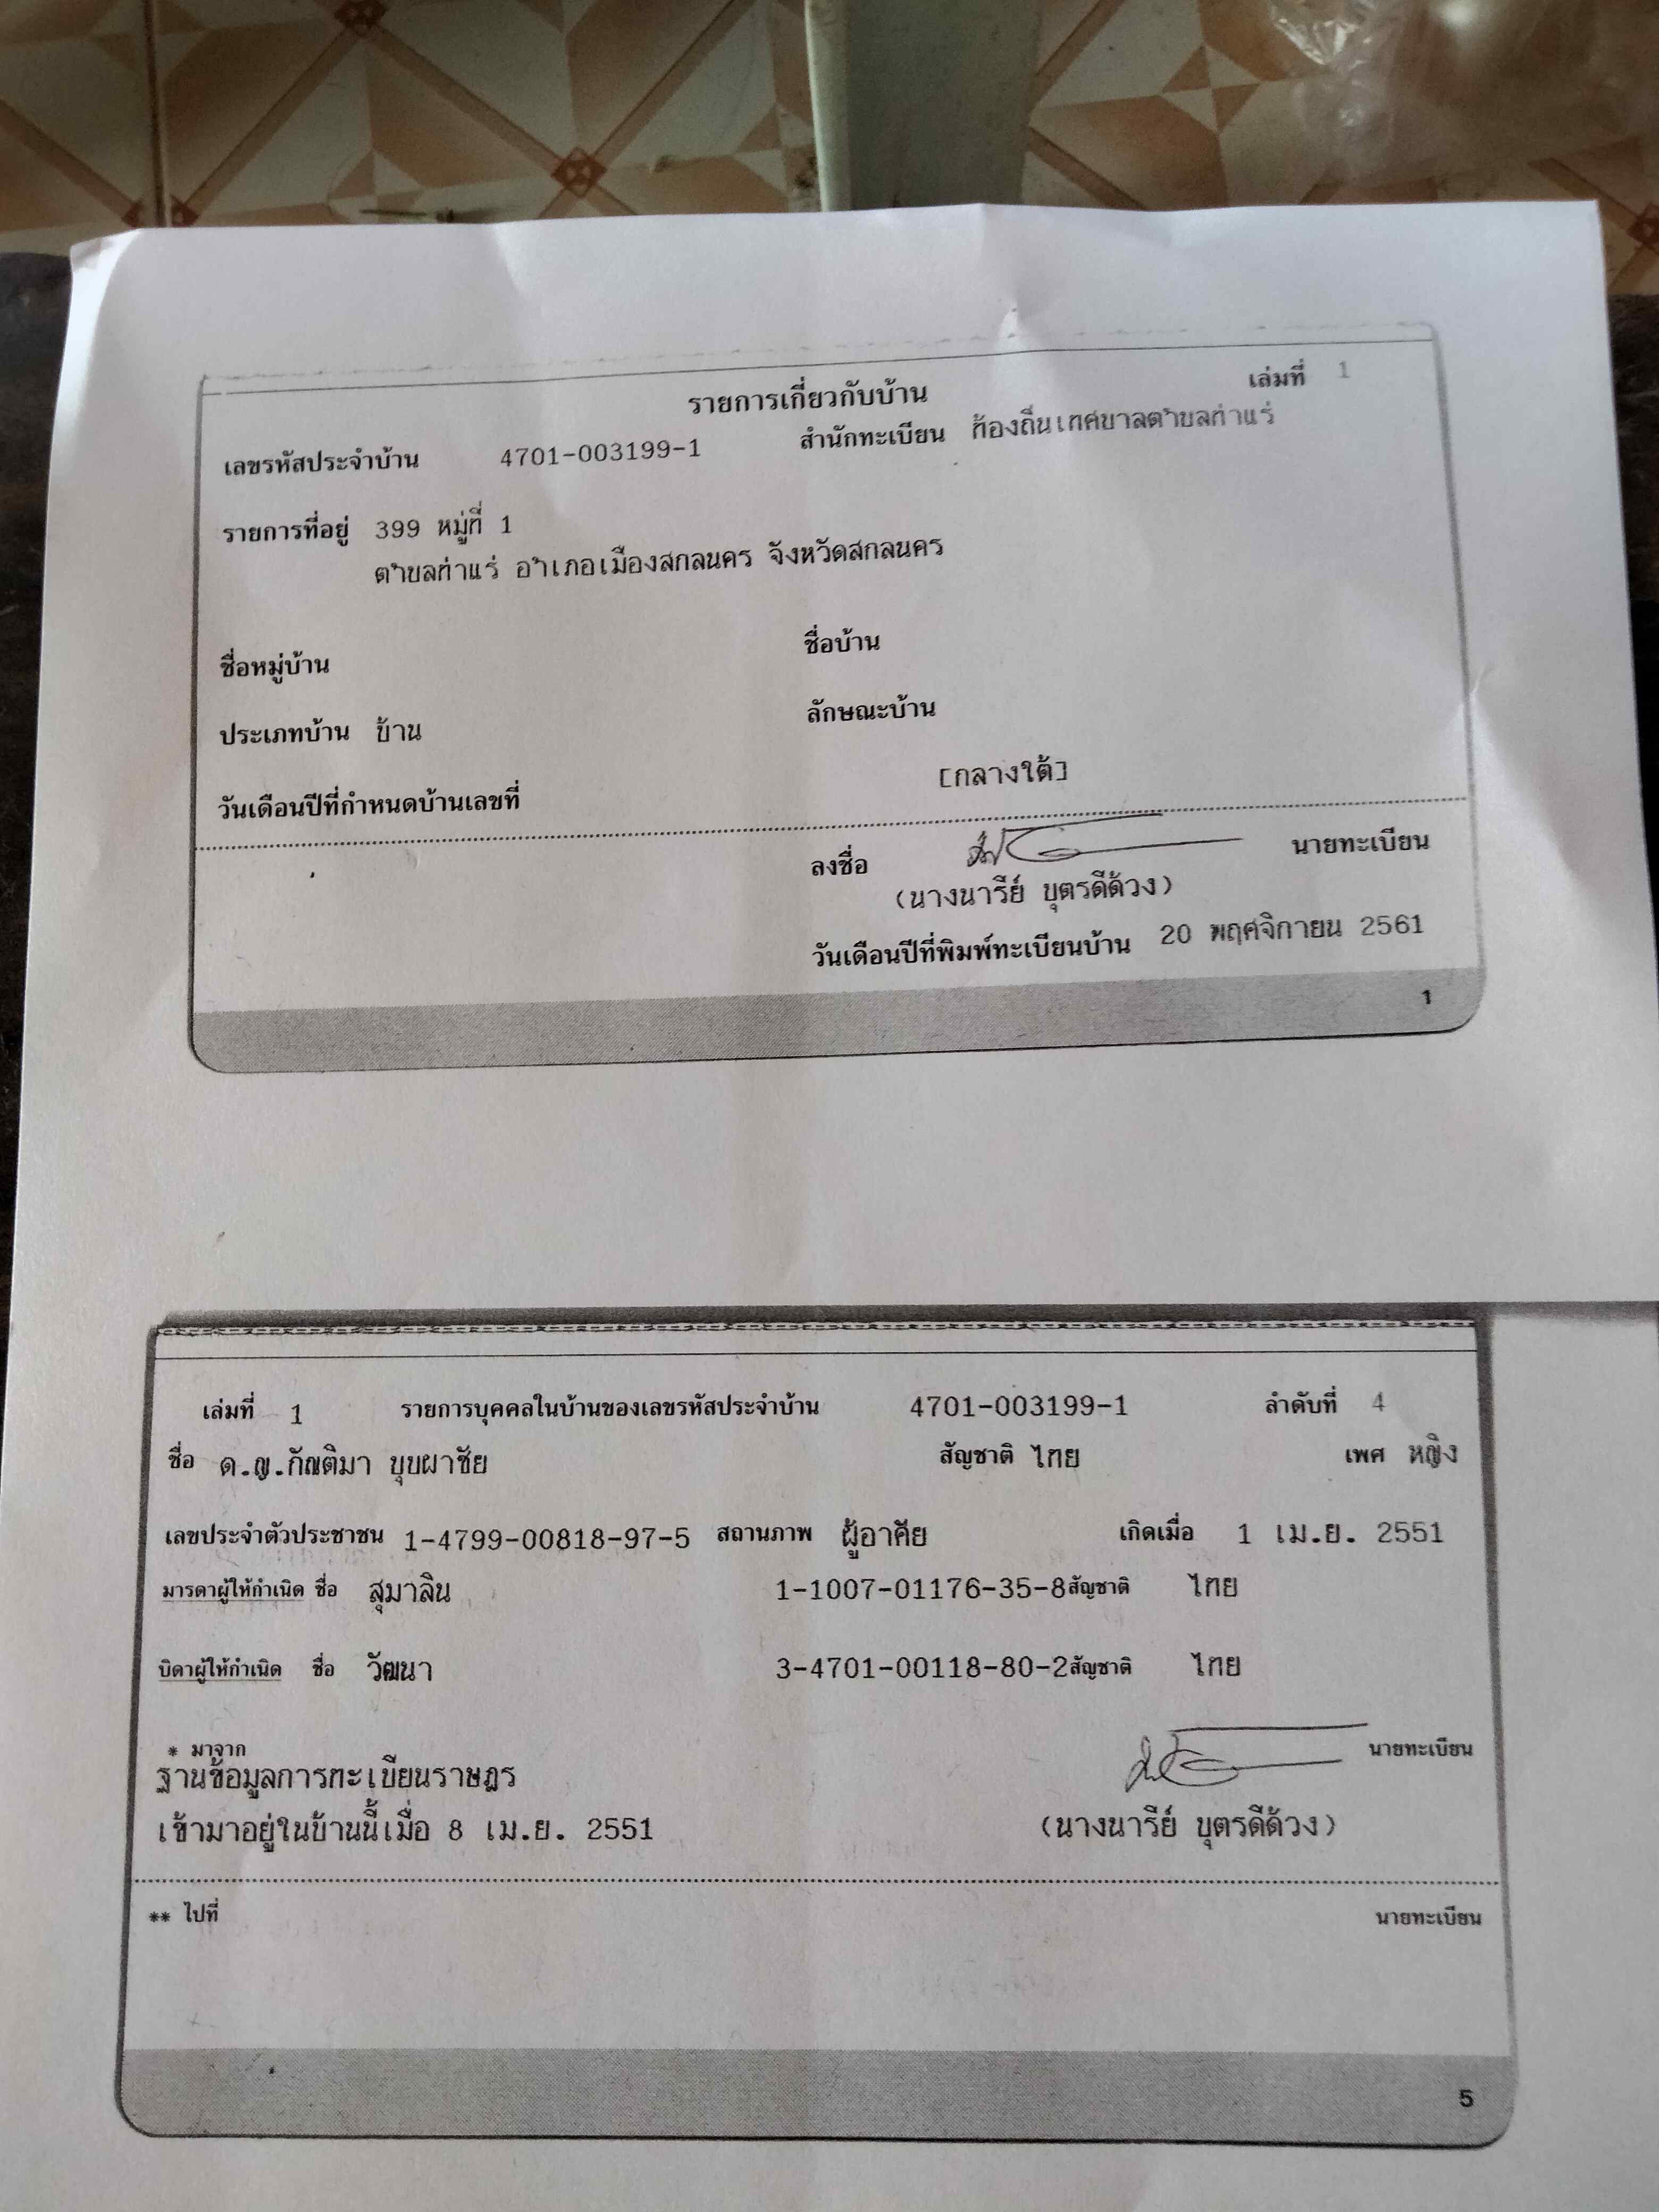 รายการเกี่ยวกับบ้าน เล่มที่ 1
เลขรหัสประจำบ้าน 4701-003199-1 สำนักทะเบียน ท้องถิ่นเทศบาลตำบลท่าแร่
รายการที่อยู่ 399 หมู่ที่ 1
ตำบลท่าแร่ อำเภอเมืองสกลนคร จังหวัดสกลนคร
ชื่อหมู่บ้าน ชื่อบ้าน
ประเภทบ้าน บ้าน ลักษณะบ้าน
วันเดือนปีที่กำหนดบ้านเลขที่ [กลางใต้]
ลงชื่อ นายทะเบียน
(นางนารีย์ บุตรดีด้วง)
วันเดือนปีที่พิมพ์ทะเบียนบ้าน 20 พฤศจิกายน 2561
1
เล่มที่ 1 รายการบุคคลในบ้านของเลขรหัสประจำบ้าน 4701-003199-1 ลำดับที่ 4
ชื่อ ด.ญ.กัณติมา บุบผาชัย สัญชาติ ไทย เพศ หญิง
เลขประจำตัวประชาชน 1-4799-00818-97-5 สถานภาพ ผู้อาศัย เกิดเมื่อ 1 เม.ย. 2551
มารดาผู้ให้กำเนิด ชื่อ สุมาลิน 1-1007-01176-35-8 สัญชาติ ไทย
บิดาผู้ให้กำเนิด ชื่อ วัฒนา 3-4701-00118-80-2 สัญชาติ ไทย
* มาจาก นายทะเบียน
ฐานข้อมูลการทะเบียนราษฎร
เข้ามาอยู่ในบ้านนี้เมื่อ 8 เม.ย. 2551 (นางนารีย์ บุตรดีด้วง)
** ไปที่ นายทะเบียน
5